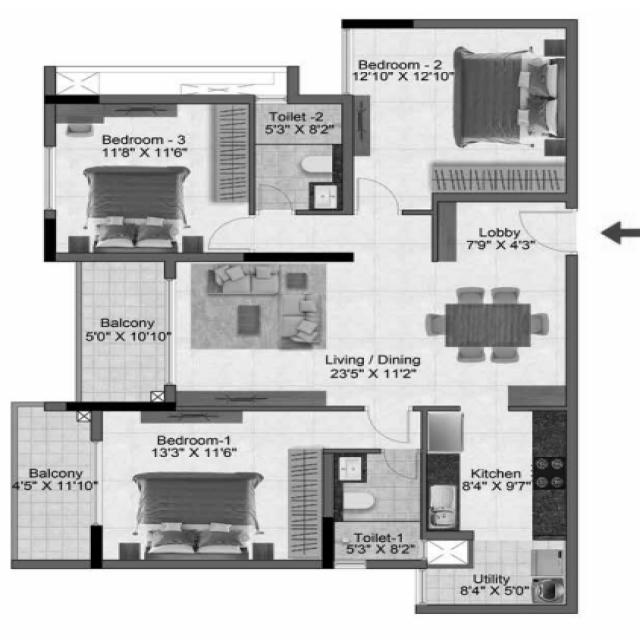 Bedroom - 2
12'10" X 12'10"
Toilet -2
5'3" X 8'2"
Bedroom - 3
11'8" X 11'6"
Lobby
7'9" X 4'3"
Balcony
5'0" X 10'10"
Living / Dining
23'5" X 11'2"
Bedroom-1
13'3" X 11'6"
Balcony
4'5" X 11'10"
Kitchen
8'4" X 9'7"
Toilet-1
5'3" X 8'2"
Utility
8'4" X 5'0"